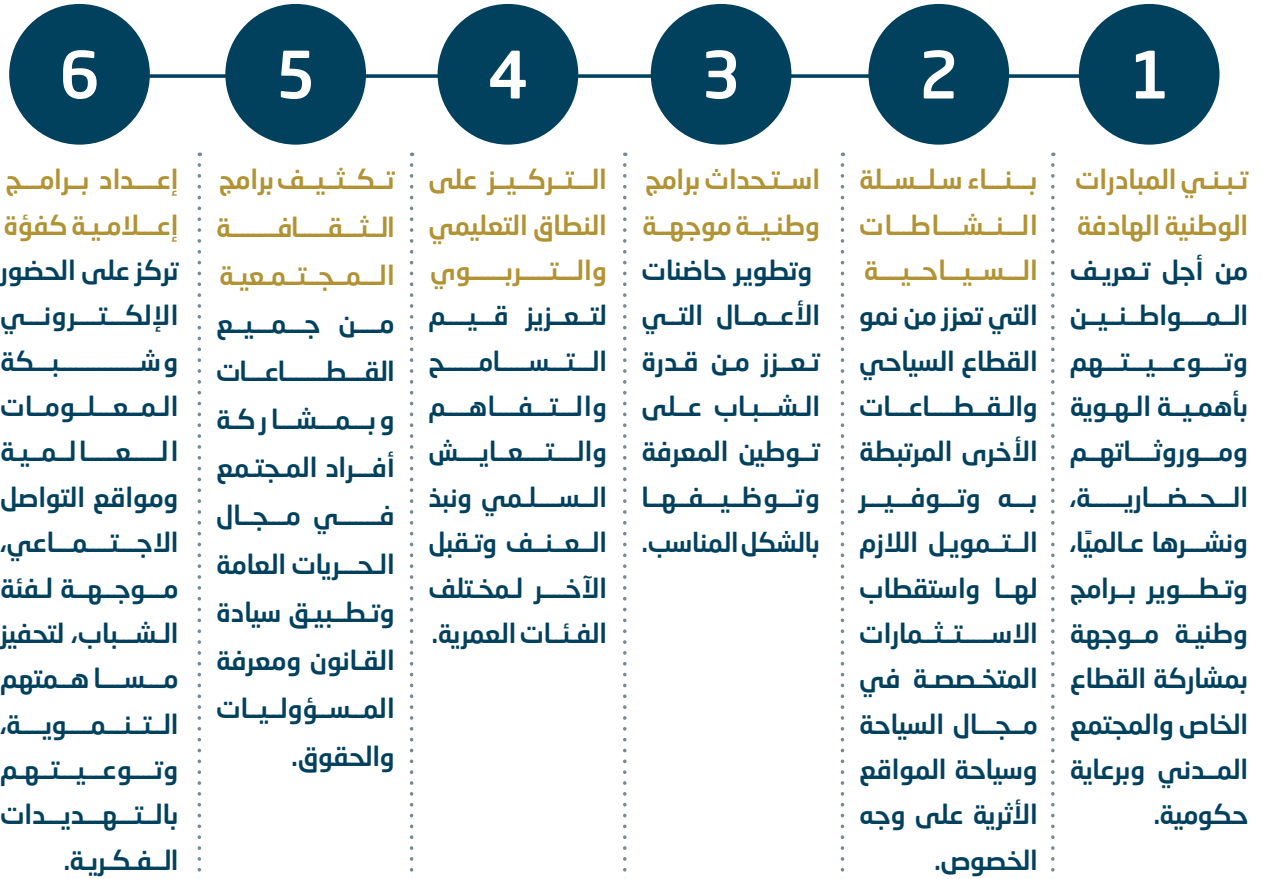 1
تبني المبادرات
الوطنية الهادفة
من أجل تعريف
المواطنين
وتوعيتهم
بأهمية الهوية
وموروثاتهم
الحضارية،
ونشرها عالميًا،
وتطوير برامج
وطنية موجهة
بمشاركة القطاع
الخاص والمجتمع
المدني وبرعاية
حكومية.
2
بناء سلسلة
النشاطات
السياحية
التي تعزز من نمو
القطاع السياحي
والقطاعات
الأخرى المرتبطة
به وتوفير
التمويل اللازم
لها واستقطاب
الاستثمارات
المتخصصة في
مجال السياحة
وسياحة المواقع
الأثرية على وجه
الخصوص.
3
استحداث برامج
وطنية موجهة
وتطوير حاضنات
الأعمال التي
تعزز من قدرة
الشباب على
توطين المعرفة
وتوظيفها
بالشكل المناسب.
4
التركيز على
النطاق التعليمي
والتربوي
لتعزيز قيم
التسامح
والتفاهم
والتعايش
السلمي ونبذ
العنف وتقبل
الآخر لمختلف
الفئات العمرية.
5
تكثيف برامج
الثقافة
المجتمعية
من جميع
القطاعات
وبمشاركة
أفراد المجتمع
في مجال
الحريات العامة
وتطبيق سيادة
القانون ومعرفة
المسؤوليات
والحقوق.
6
إعداد برامج
إعلامية كفؤة
تركز على الحضور
الإلكتروني
وشبكة
المعلومات
العالمية
ومواقع التواصل
الاجتماعي،
موجهة لفئة
الشباب، لتحفيز
مساهمتهم
التنموية،
وتوعيتهم
بالتهديدات
الفكرية.